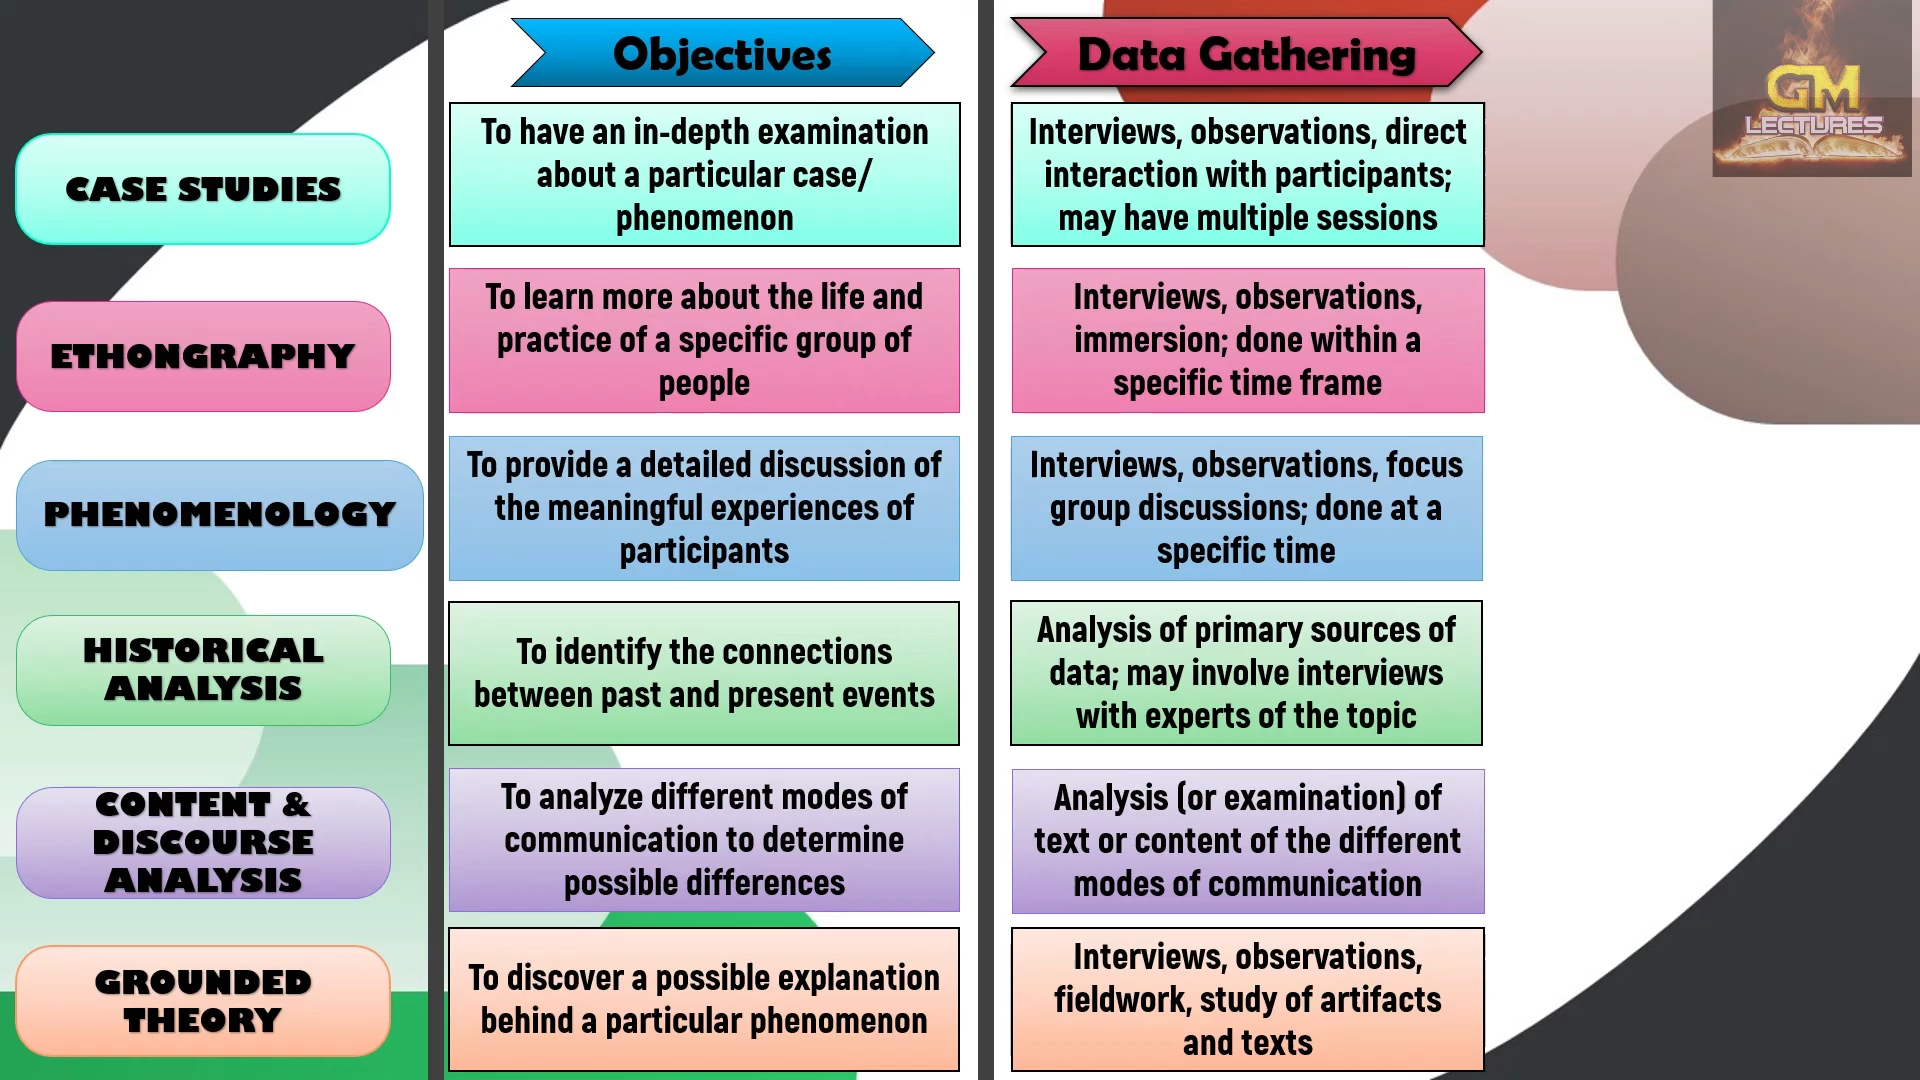 Objectives
Data Gathering
GM
LECTURES
CASE STUDIES
To have an in-depth examination
about a particular case/
phenomenon
Interviews, observations, direct
interaction with participants;
may have multiple sessions
ETHONGRAPHY
To learn more about the life and
practice of a specific group of
people
Interviews, observations,
immersion; done within a
specific time frame
PHENOMENOLOGY
To provide a detailed discussion of
the meaningful experiences of
participants
Interviews, observations, focus
group discussions; done at a
specific time
HISTORICAL
ANALYSIS
To identify the connections
between past and present events
Analysis of primary sources of
data; may involve interviews
with experts of the topic
CONTENT &
DISCOURSE
ANALYSIS
To analyze different modes of
communication to determine
possible differences
Analysis (or examination) of
text or content of the different
modes of communication
GROUNDED
THEORY
To discover a possible explanation
behind a particular phenomenon
Interviews, observations,
fieldwork, study of artifacts
and texts